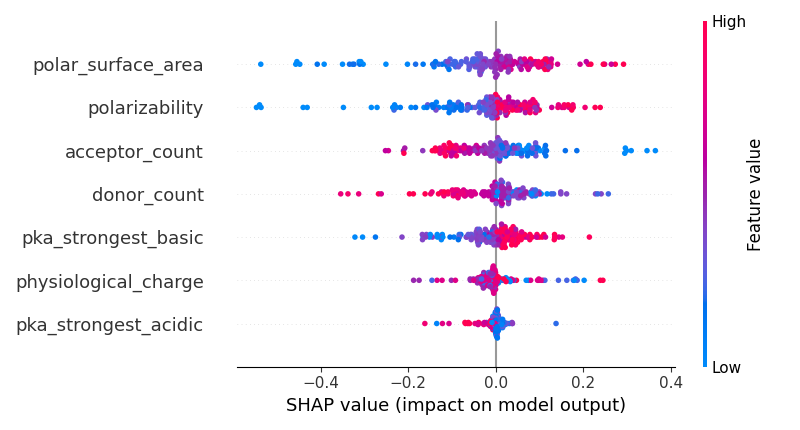 High
polar_surface_area
polarizability
acceptor_count
donor_count
pka_strongest_basic
physiological_charge
pka_strongest_acidic
Feature value
Low
−0.4 −0.2 0.0 0.2 0.4
SHAP value (impact on model output)